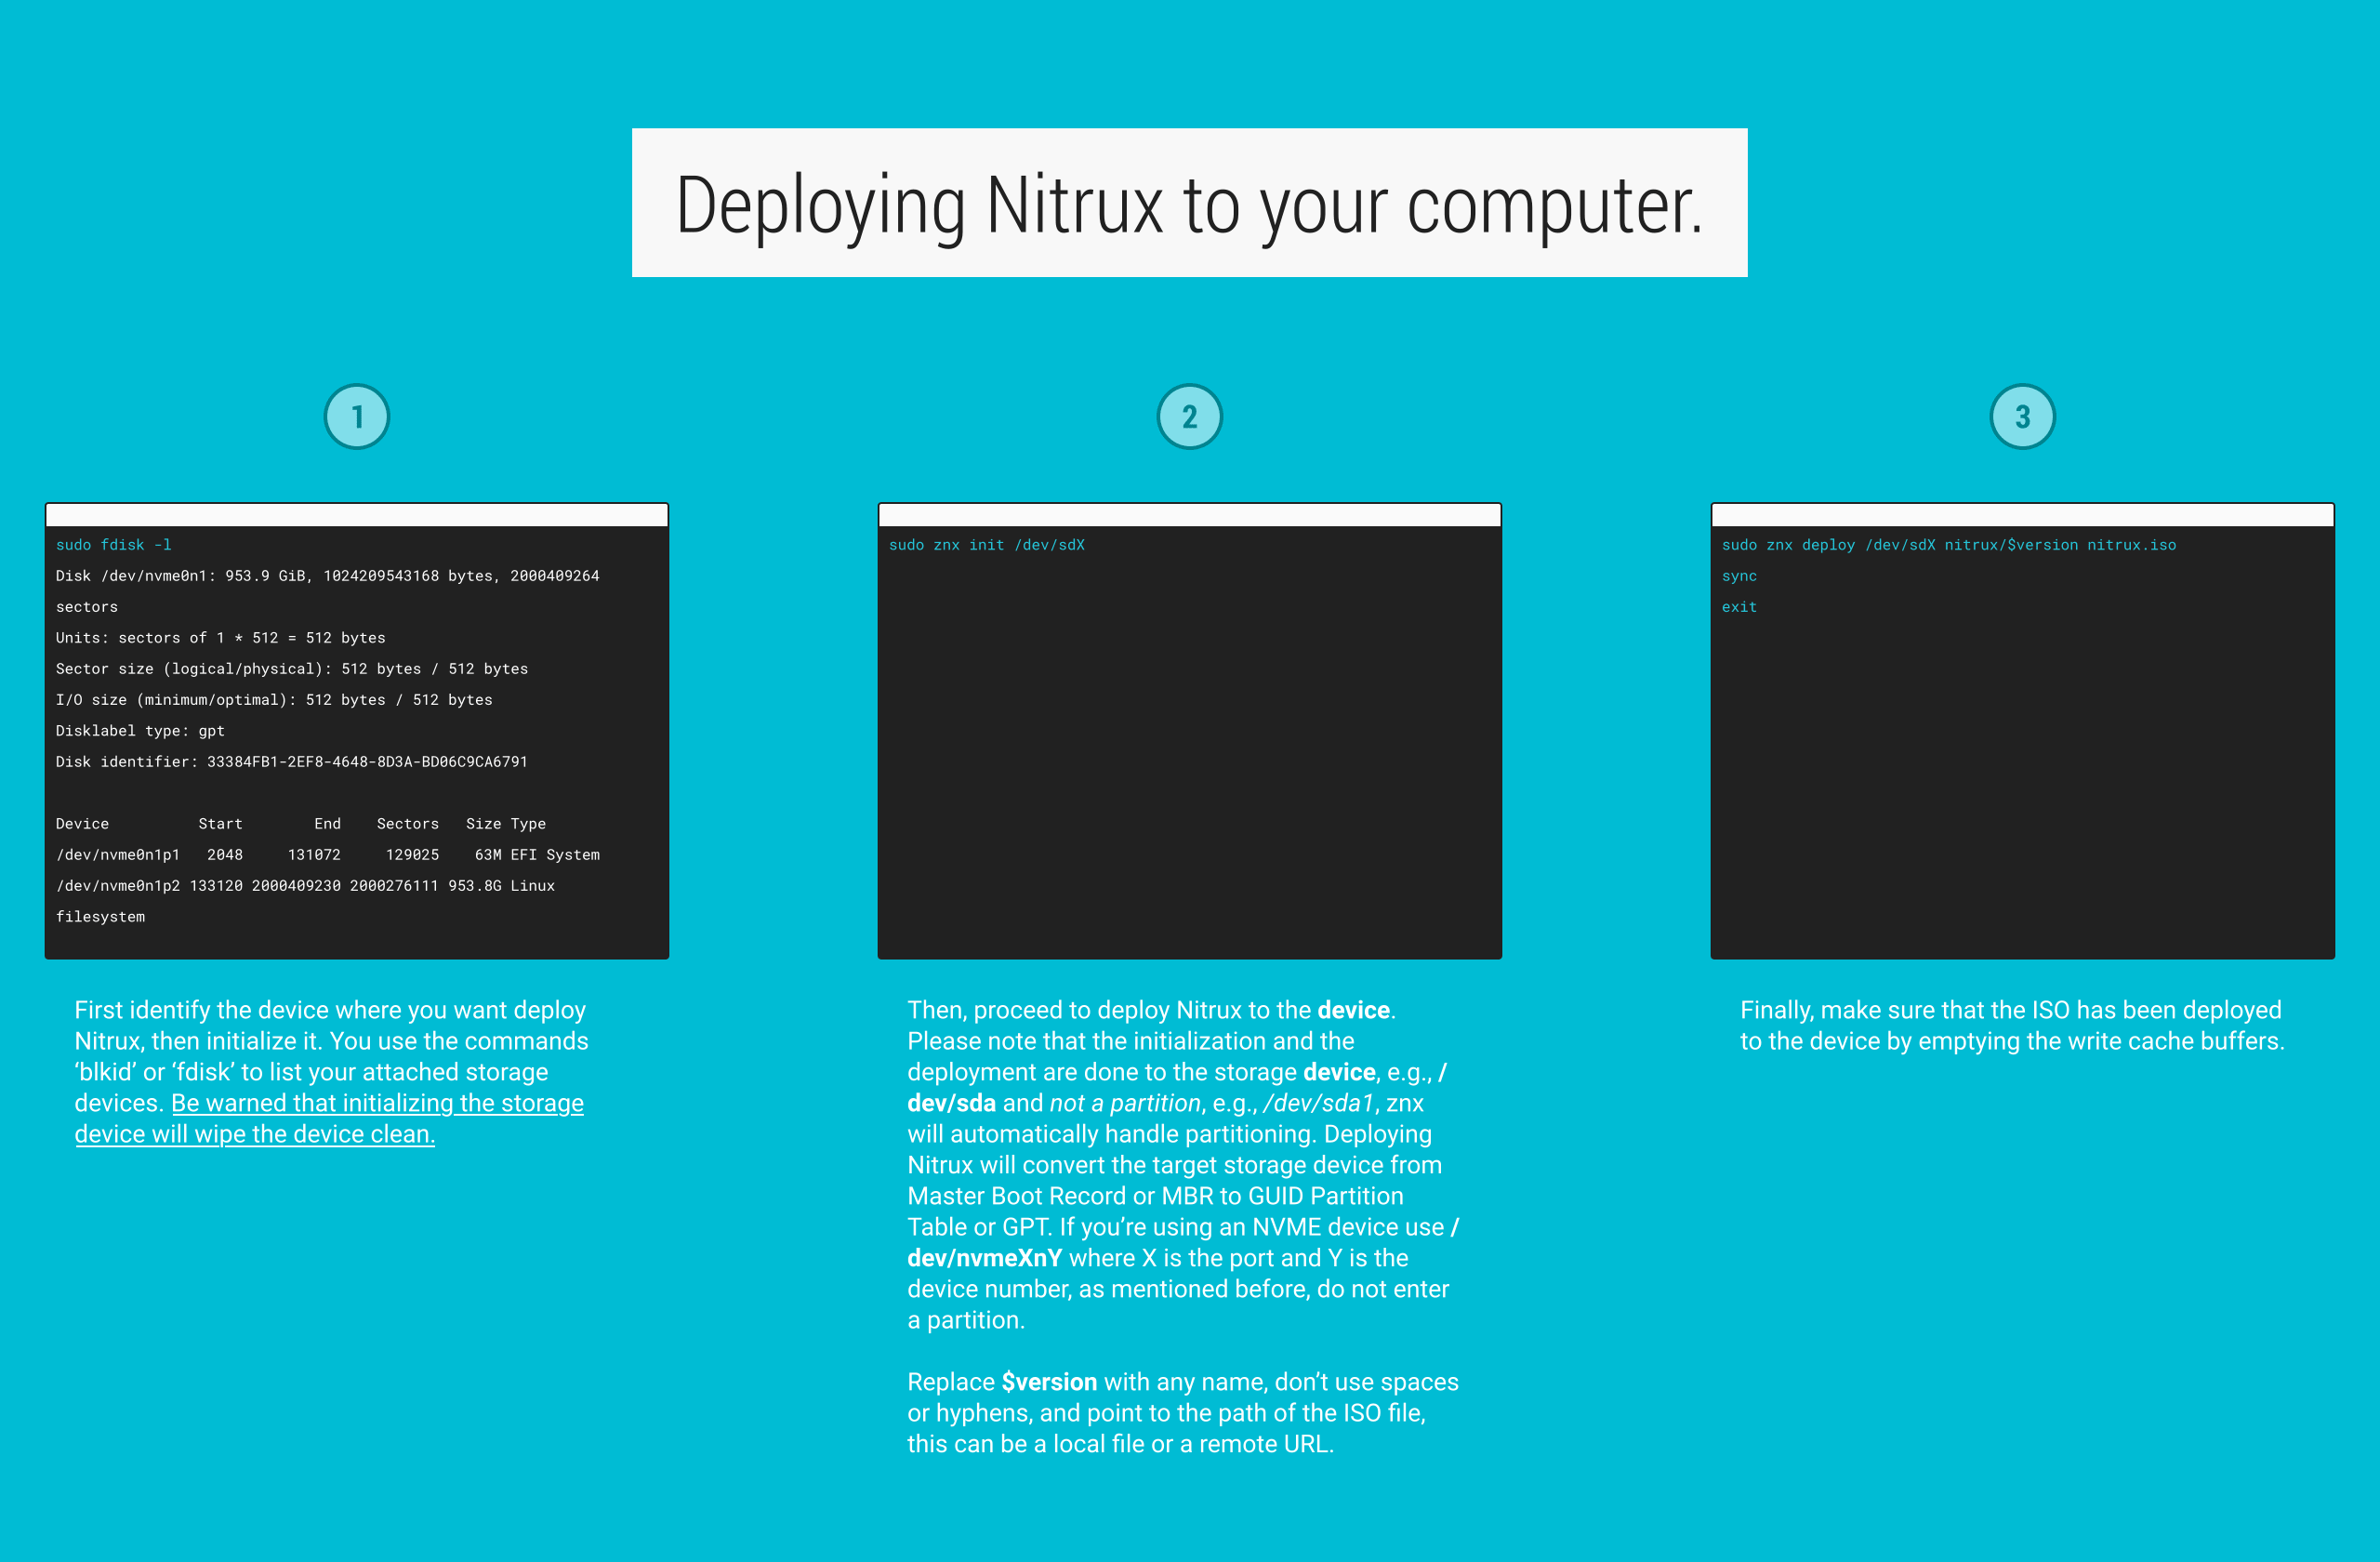 Deploying Nitrux to your computer.
1
sudo fdisk -l
Disk /dev/nvme0n1: 953.9 GiB, 1024209543168 bytes, 2000409264
sectors
Units: sectors of 1 * 512 = 512 bytes
Sector size (logical/physical): 512 bytes / 512 bytes
I/O size (minimum/optimal): 512 bytes / 512 bytes
Disklabel type: gpt
Disk identifier: 33384FB1-2EF8-4648-8D3A-BD06C9CA6791
Device Start End Sectors Size Type
/dev/nvme0n1p1 2048 131072 129025 63M EFI System
/dev/nvme0n1p2 133120 2000409230 2000276111 953.8G Linux
filesystem
First identify the device where you want deploy
Nitrux, then initialize it. You use the commands
‘blkid’ or ‘fdisk’ to list your attached storage
devices. Be warned that initializing the storage
device will wipe the device clean.
2
sudo znx init /dev/sdX
Then, proceed to deploy Nitrux to the device.
Please note that the initialization and the
deployment are done to the storage device, e.g., /
dev/sda and not a partition, e.g., /dev/sda1, znx
will automatically handle partitioning. Deploying
Nitrux will convert the target storage device from
Master Boot Record or MBR to GUID Partition
Table or GPT. If you’re using an NVME device use /
dev/nvmeXnY where X is the port and Y is the
device number, as mentioned before, do not enter
a partition.
Replace $version with any name, don’t use spaces
or hyphens, and point to the path of the ISO file,
this can be a local file or a remote URL.
3
sudo znx deploy /dev/sdX nitrux/$version nitrux.iso
sync
exit
Finally, make sure that the ISO has been deployed
to the device by emptying the write cache buffers.